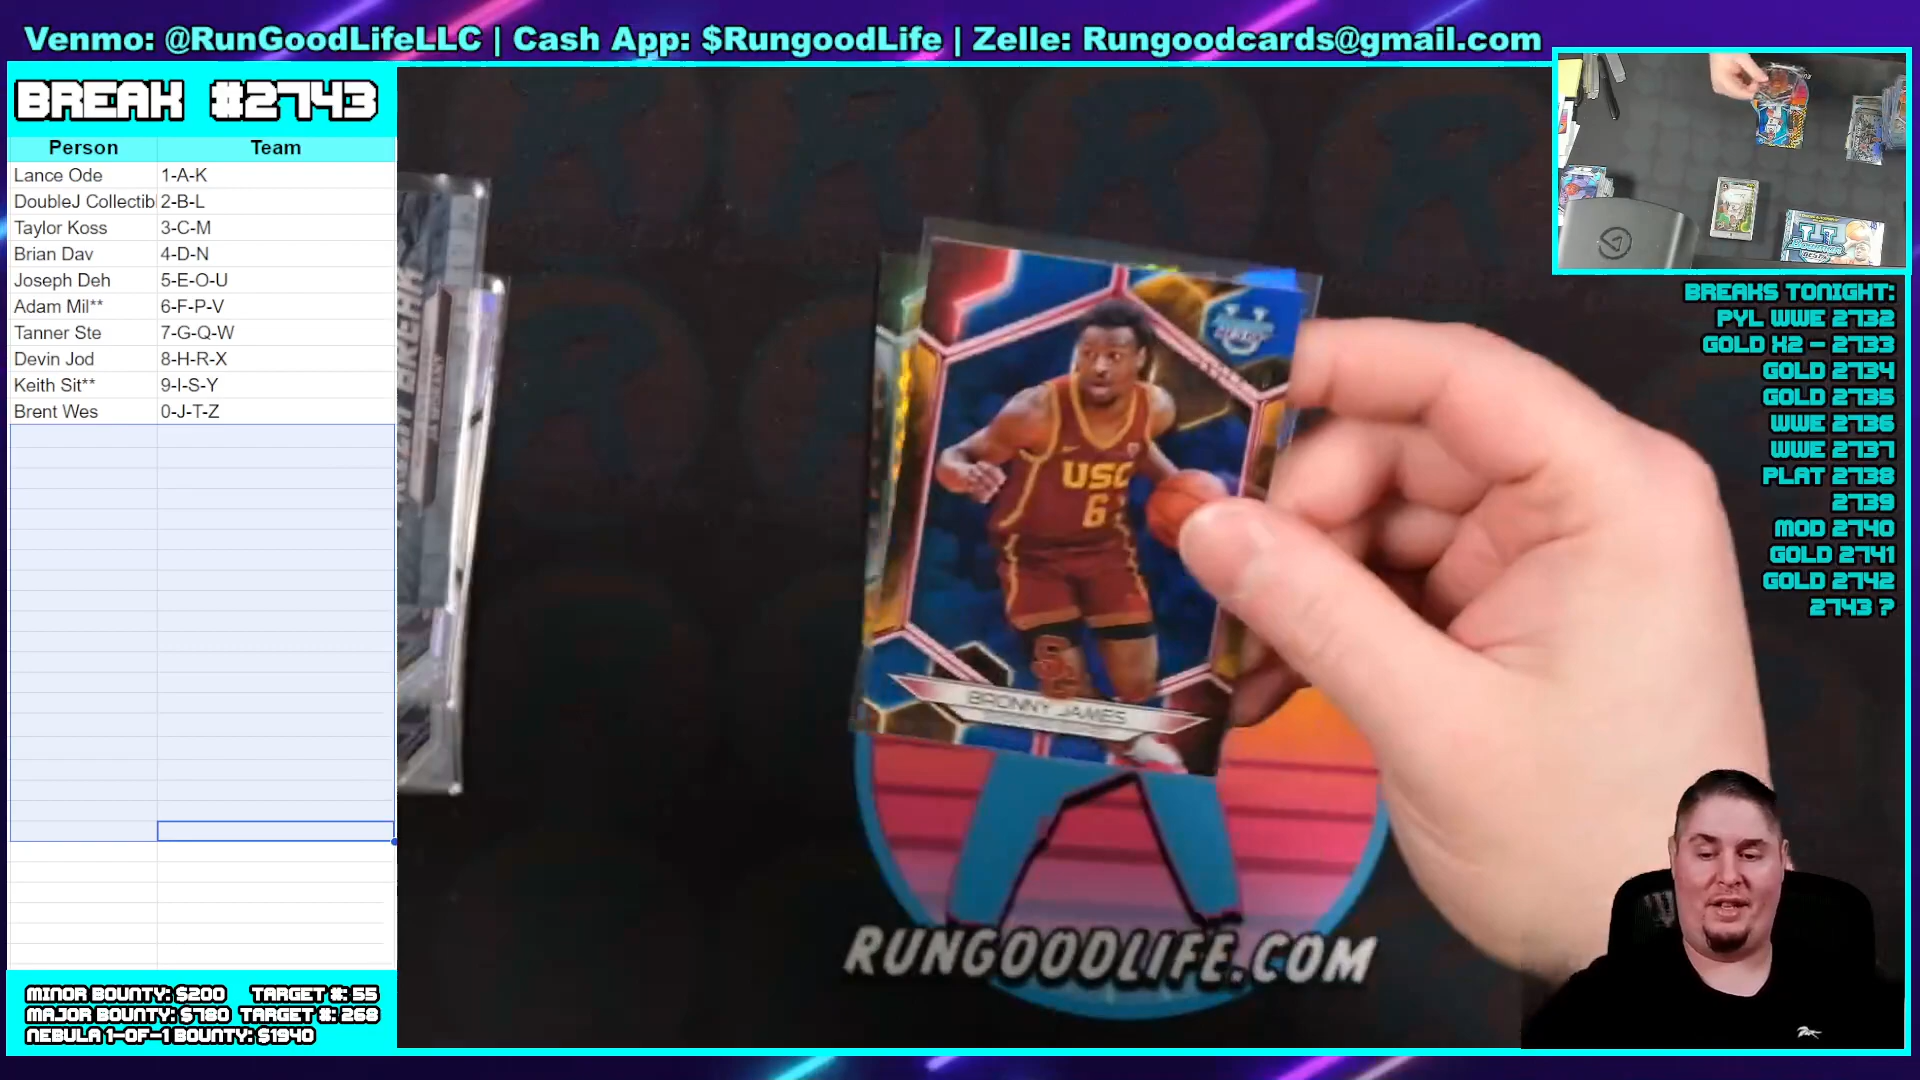 Venmo: @RunGoodLifeLLC | Cash App: $RungoodLife | Zelle: Rungoodcards@gmail.com
BREAK #2743
Person Team
Lance Ode 1-A-K
DoubleJ Collectib 2-B-L
Taylor Koss 3-C-M
Brian Dav 4-D-N
Joseph Deh 5-E-O-U
Adam Mil** 6-F-P-V
Tanner Ste 7-G-Q-W
Devin Jod 8-H-R-X
Keith Sit** 9-I-S-Y
Brent Wes 0-J-T-Z
MINOR BOUNTY: $200 TARGET #: 55
MAJOR BOUNTY: $780 TARGET #: 268
NEBULA 1-OF-1 BOUNTY: $1940
USC
6
SC
BRONNY JAMES
RUNGOODLIFE.COM
BREAKS TONIGHT:
PYL WWE 2732
GOLD X2 - 2733
GOLD 2734
GOLD 2735
WWE 2736
WWE 2737
PLAT 2738
2739
MOD 2740
GOLD 2741
GOLD 2742
2743 ?